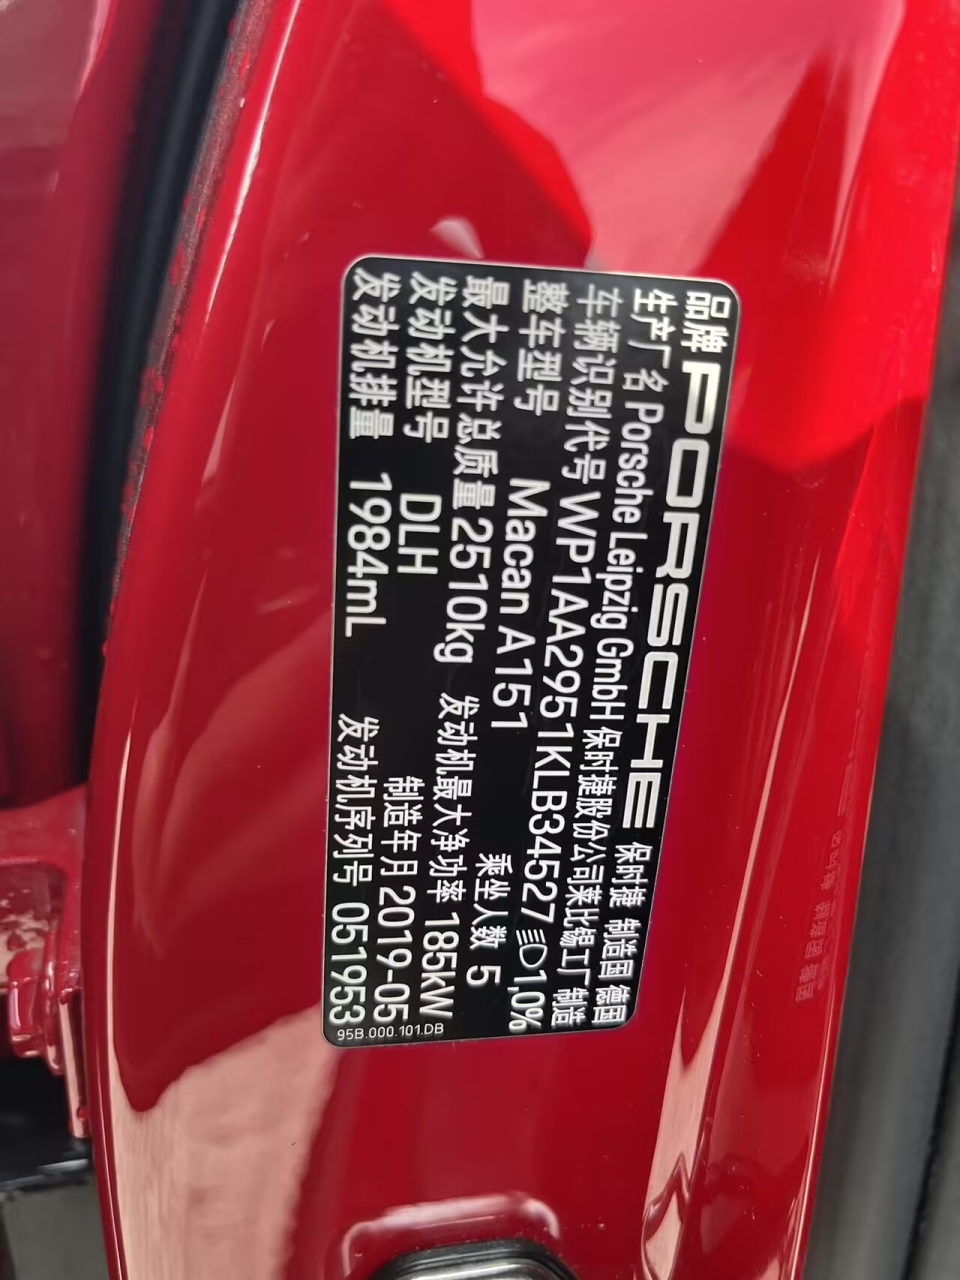 品牌 PORSCHE 保时捷 制造国 德国
生产厂名 Porsche Leipzig GmbH 保时捷股份公司莱比锡工厂 制造
车辆识别代号 WP1AA2951KLB34527 1,0%
整车型号 Macan A151 乘坐人数 5
最大允许总质量 2510kg 发动机最大净功率 185kW
发动机型号 DLH 制造年月 2019-05
发动机排量 1984mL 发动机序列号 051953
95B.000.101.DB